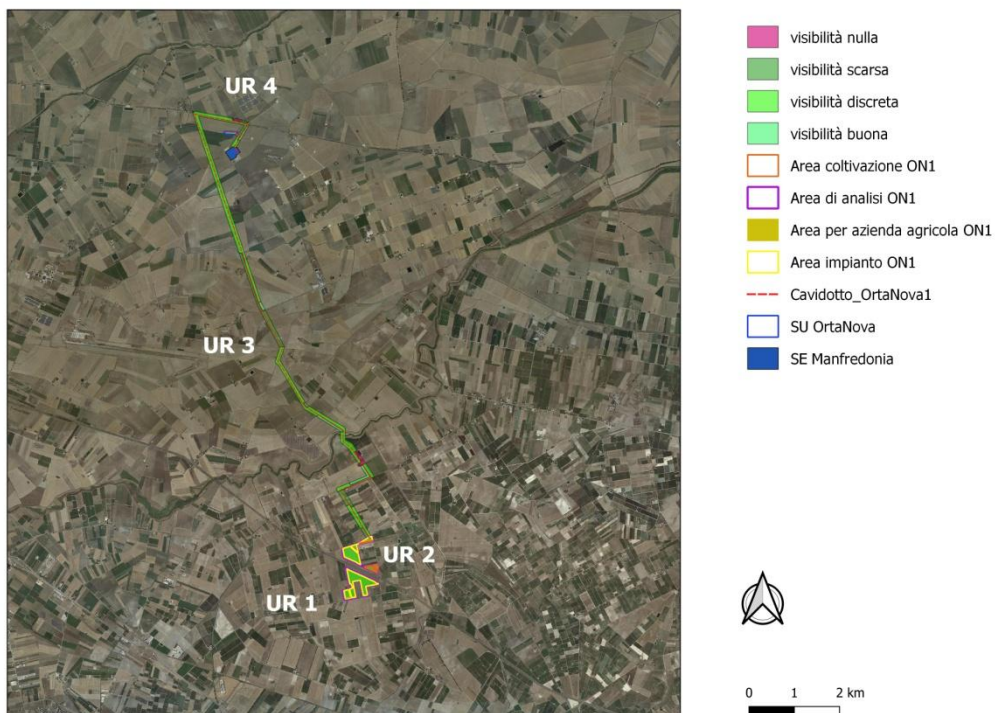 UR 4
UR 3
UR 2
UR 1
visibilità nulla
visibilità scarsa
visibilità discreta
visibilità buona
Area coltivazione ON1
Area di analisi ON1
Area per azienda agricola ON1
Area impianto ON1
Cavidotto_OrtaNova1
SU OrtaNova
SE Manfredonia
0 1 2 km